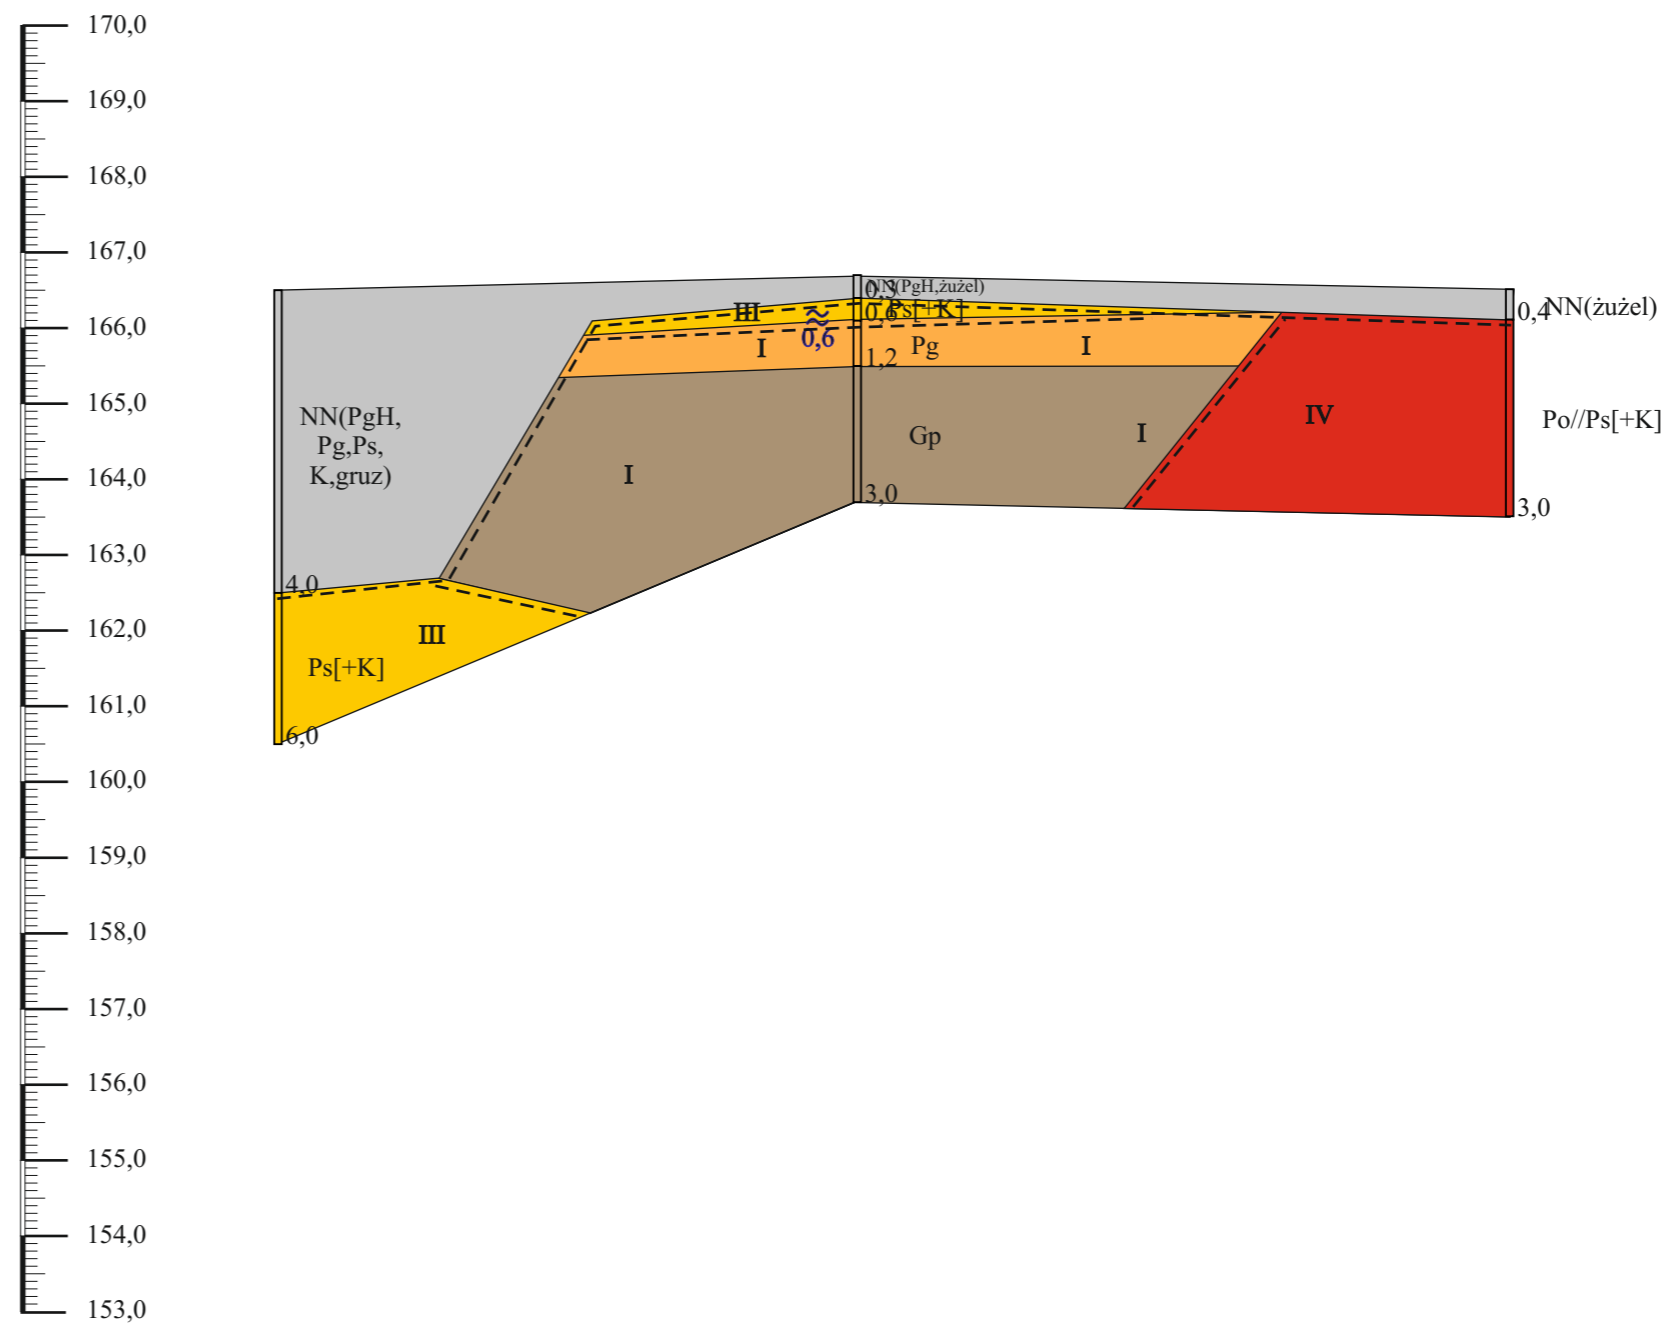 170,0
169,0
168,0
167,0
166,0
165,0
164,0
163,0
162,0
161,0
160,0
159,0
158,0
157,0
156,0
155,0
154,0
153,0
NN(PgH,
Pg,Ps,
K,gruz)
4,0
III
Ps[+K]
6,0
III
I
I
0,6
NN(PgH,żużel)
0,3
Ps[+K]
0,6
Pg
I
1,2
Gp
I
3,0
IV
0,4
NN(żużel)
Po//Ps[+K]
3,0